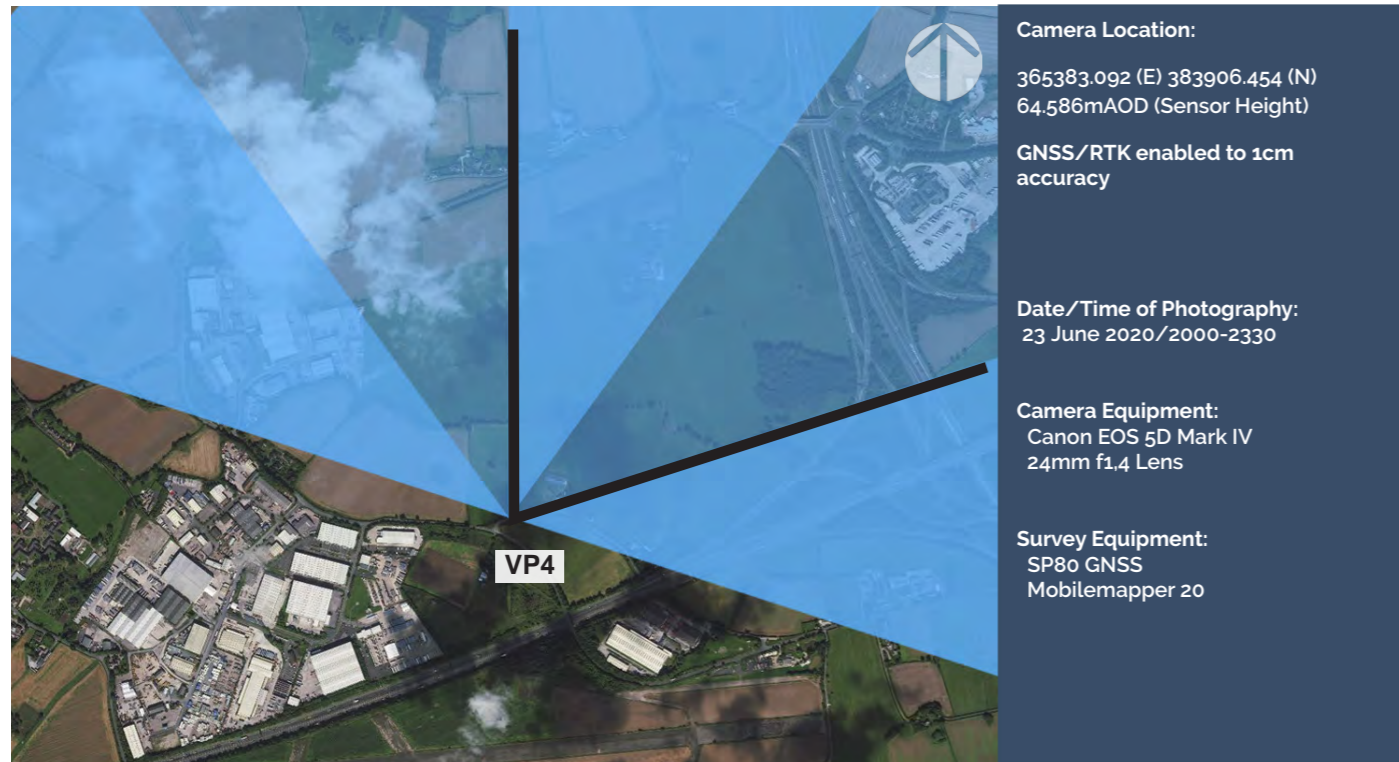 Camera Location:
365383.092 (E) 383906.454 (N)
64.586mAOD (Sensor Height)
GNSS/RTK enabled to 1cm
accuracy
Date/Time of Photography:
23 June 2020/2000-2330
Camera Equipment:
Canon EOS 5D Mark IV
24mm f1,4 Lens
Survey Equipment:
SP80 GNSS
Mobilemapper 20
VP4